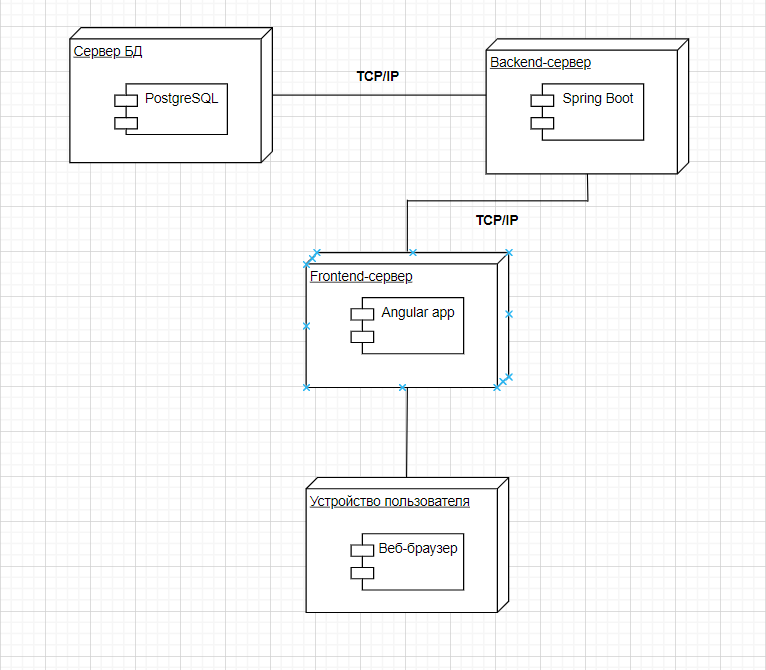 Сервер БД
PostgreSQL
TCP/IP
Backend-сервер
Spring Boot
TCP/IP
Frontend-сервер
Angular app
Устройство пользователя
Веб-браузер